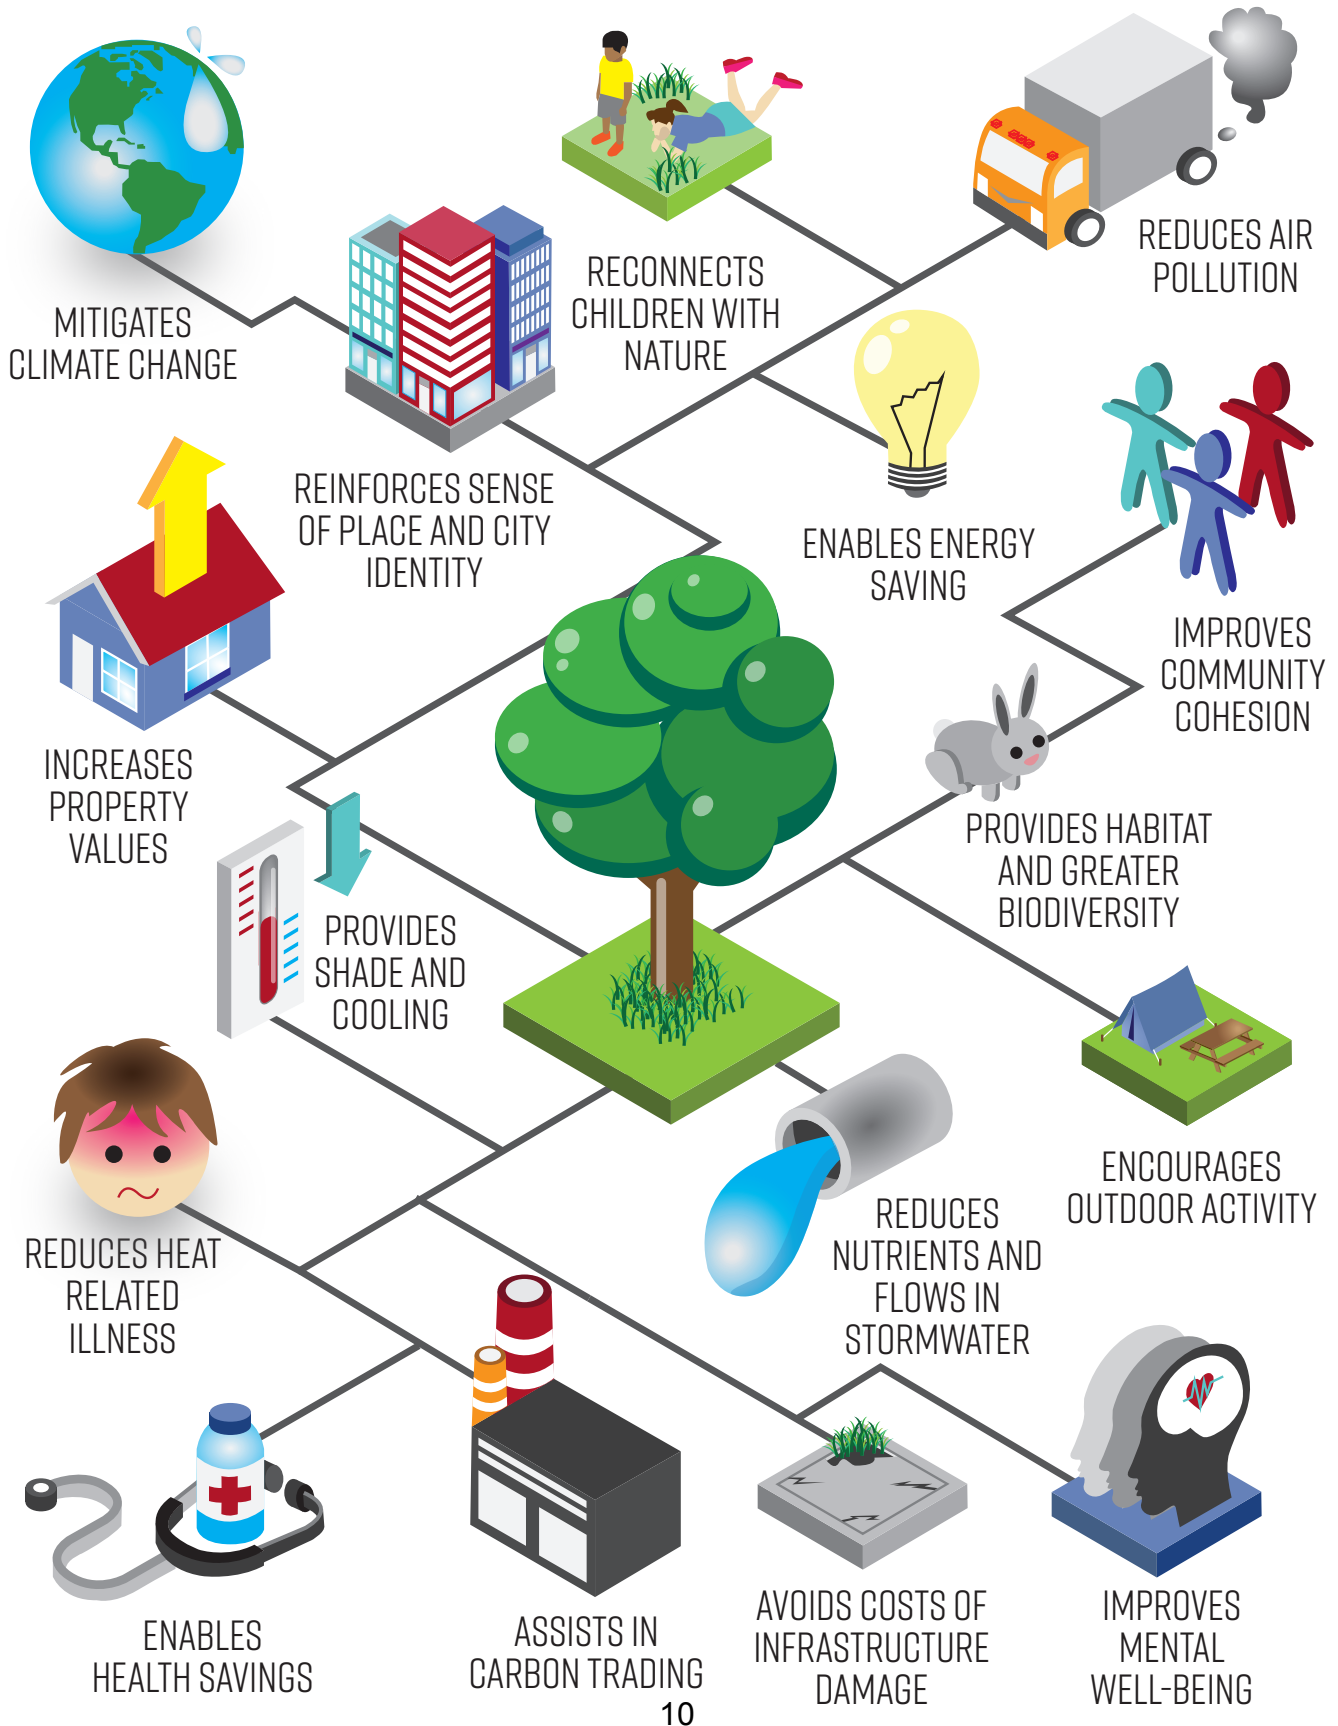 RECONNECTS
CHILDREN WITH
NATURE
REDUCES AIR
POLLUTION
MITIGATES
CLIMATE CHANGE
REINFORCES SENSE
OF PLACE AND CITY
IDENTITY
ENABLES ENERGY
SAVING
IMPROVES
COMMUNITY
COHESION
INCREASES
PROPERTY
VALUES
PROVIDES HABITAT
AND GREATER
BIODIVERSITY
PROVIDES
SHADE AND
COOLING
ENCOURAGES
OUTDOOR ACTIVITY
REDUCES HEAT
RELATED
ILLNESS
REDUCES
NUTRIENTS AND
FLOWS IN
STORMWATER
ENABLES
HEALTH SAVINGS
ASSISTS IN
CARBON TRADING
AVOIDS COSTS OF
INFRASTRUCTURE
DAMAGE
IMPROVES
MENTAL
WELL-BEING
10